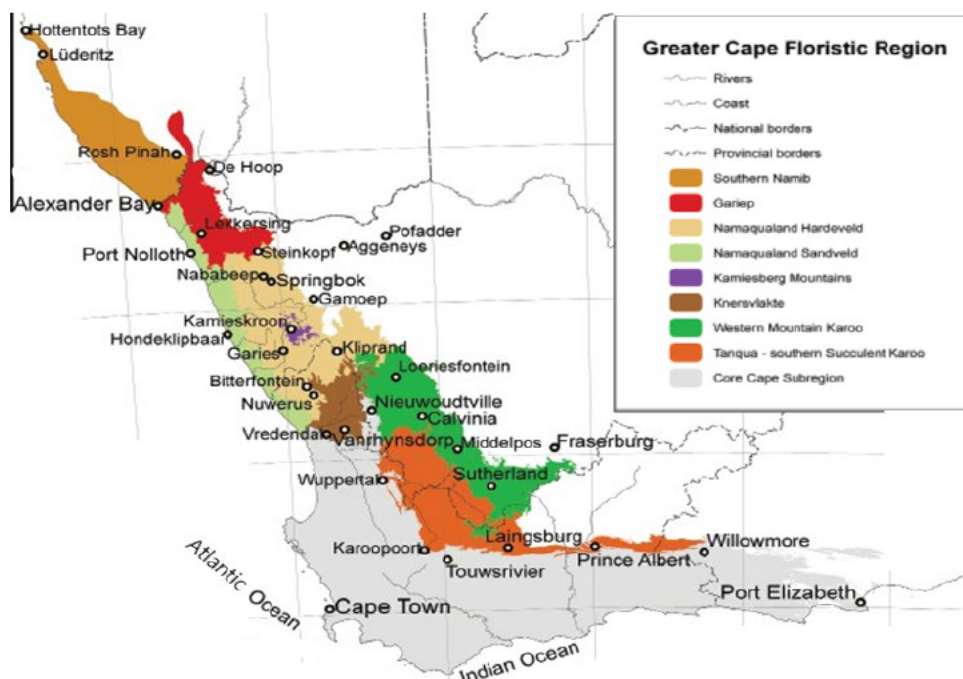 Hottentots Bay
Lüderitz
Rosh Pinah
De Hoop
Alexander Bay
Lekkersing
Port Nolloth
Steinkopf
Pofadder
Aggeneys
Nababeep
Springbok
Gamoep
Kamieskroon
Hondeklipbaai
Garies
Kliprand
Loeriesfontein
Bitterfontein
Nuwerus
Nieuwoudtville
Calvinia
Vredendal
Vanrhynsdorp
Middelpos
Fraserburg
Wuppertal
Sutherland
Laingsburg
Willowmore
Karoopoort
Touwsrivier
Prince Albert
Port Elizabeth
Atlantic Ocean
Cape Town
Indian Ocean
Greater Cape Floristic Region
Rivers
Coast
National borders
Provincial borders
Southern Namib
Gariep
Namaqualand Hardeveld
Namaqualand Sandveld
Kamiesberg Mountains
Knersvlakte
Western Mountain Karoo
Tanqua - southern Succulent Karoo
Core Cape Subregion